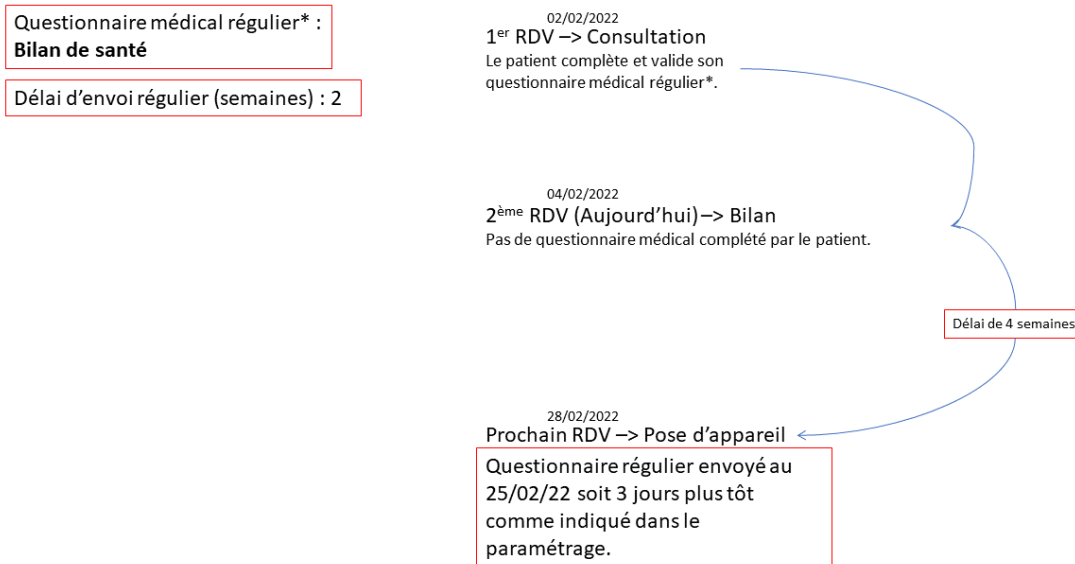 Questionnaire médical régulier* :
Bilan de santé
Délai d’envoi régulier (semaines) : 2
02/02/2022
1er RDV –> Consultation
Le patient complète et valide son
questionnaire médical régulier*.
04/02/2022
2ème RDV (Aujourd’hui) –> Bilan
Pas de questionnaire médical complété par le patient.
Délai de 4 semaines
28/02/2022
Prochain RDV –> Pose d’appareil
Questionnaire régulier envoyé au
25/02/22 soit 3 jours plus tôt
comme indiqué dans le
paramétrage.